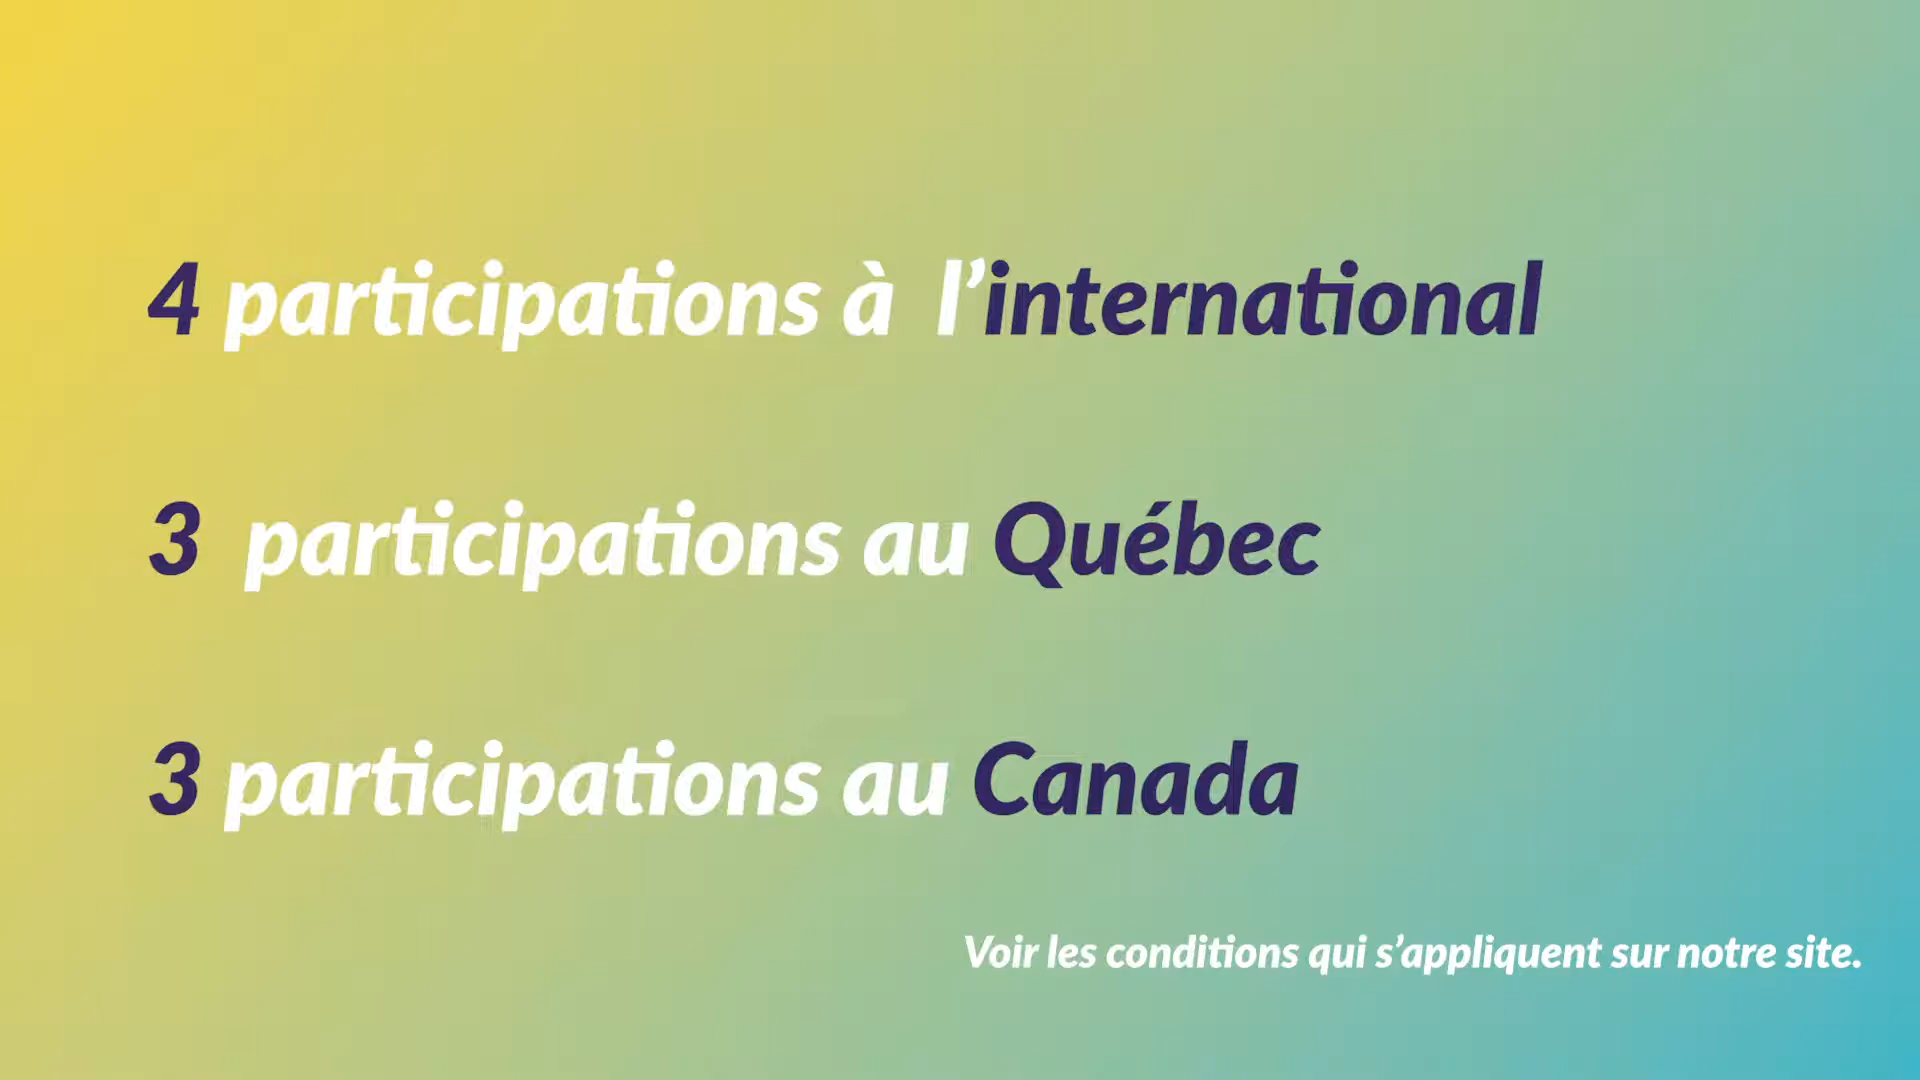 4 participations à l’international
3 participations au Québec
3 participations au Canada
Voir les conditions qui s’appliquent sur notre site.